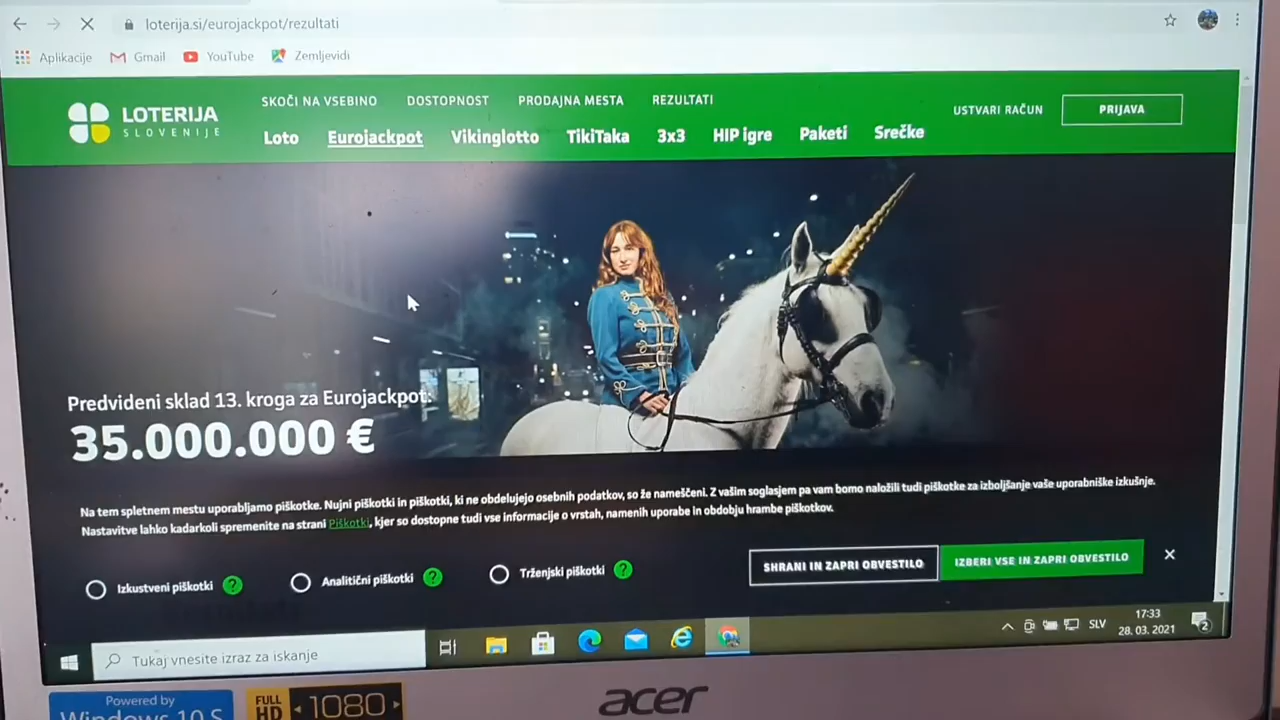 loterija.si/eurojackpot/rezultati
Aplikacije Gmail YouTube Zemljevidi
LOTERIJA
SLOVENIJE
SKOČI NA VSEBINO DOSTOPNOST PRODAJNA MESTA REZULTATI
USTVARI RAČUN PRIJAVA
Loto Eurojackpot Vikinglotto TikiTaka 3x3 HIP igre Paketi Srečke
Predvideni sklad 13. kroga za Eurojackpot:
35.000.000 €
Na tem spletnem mestu uporabljamo piškotke. Nujni piškotki in piškotki, ki ne obdelujejo osebnih podatkov, so že nameščeni. Z vašim soglasjem pa vam bomo naložili tudi piškotke za izboljšanje vaše uporabniške izkušnje.
Nastavitve lahko kadarkoli spremenite na strani Piškotki, kjer so dostopne tudi vse informacije o vrstah, namenih uporabe in obdobju hrambe piškotkov.
Izkustveni piškotki ? Analitični piškotki ? Trženjski piškotki ?
SHRANI IN ZAPRI OBVESTILO IZBERI VSE IN ZAPRI OBVESTILO
Tukaj vnesite izraz za iskanje
SLV
17:33
28. 03. 2021
2
Powered by
Windows 10 S
FULL
HD
1080
acer